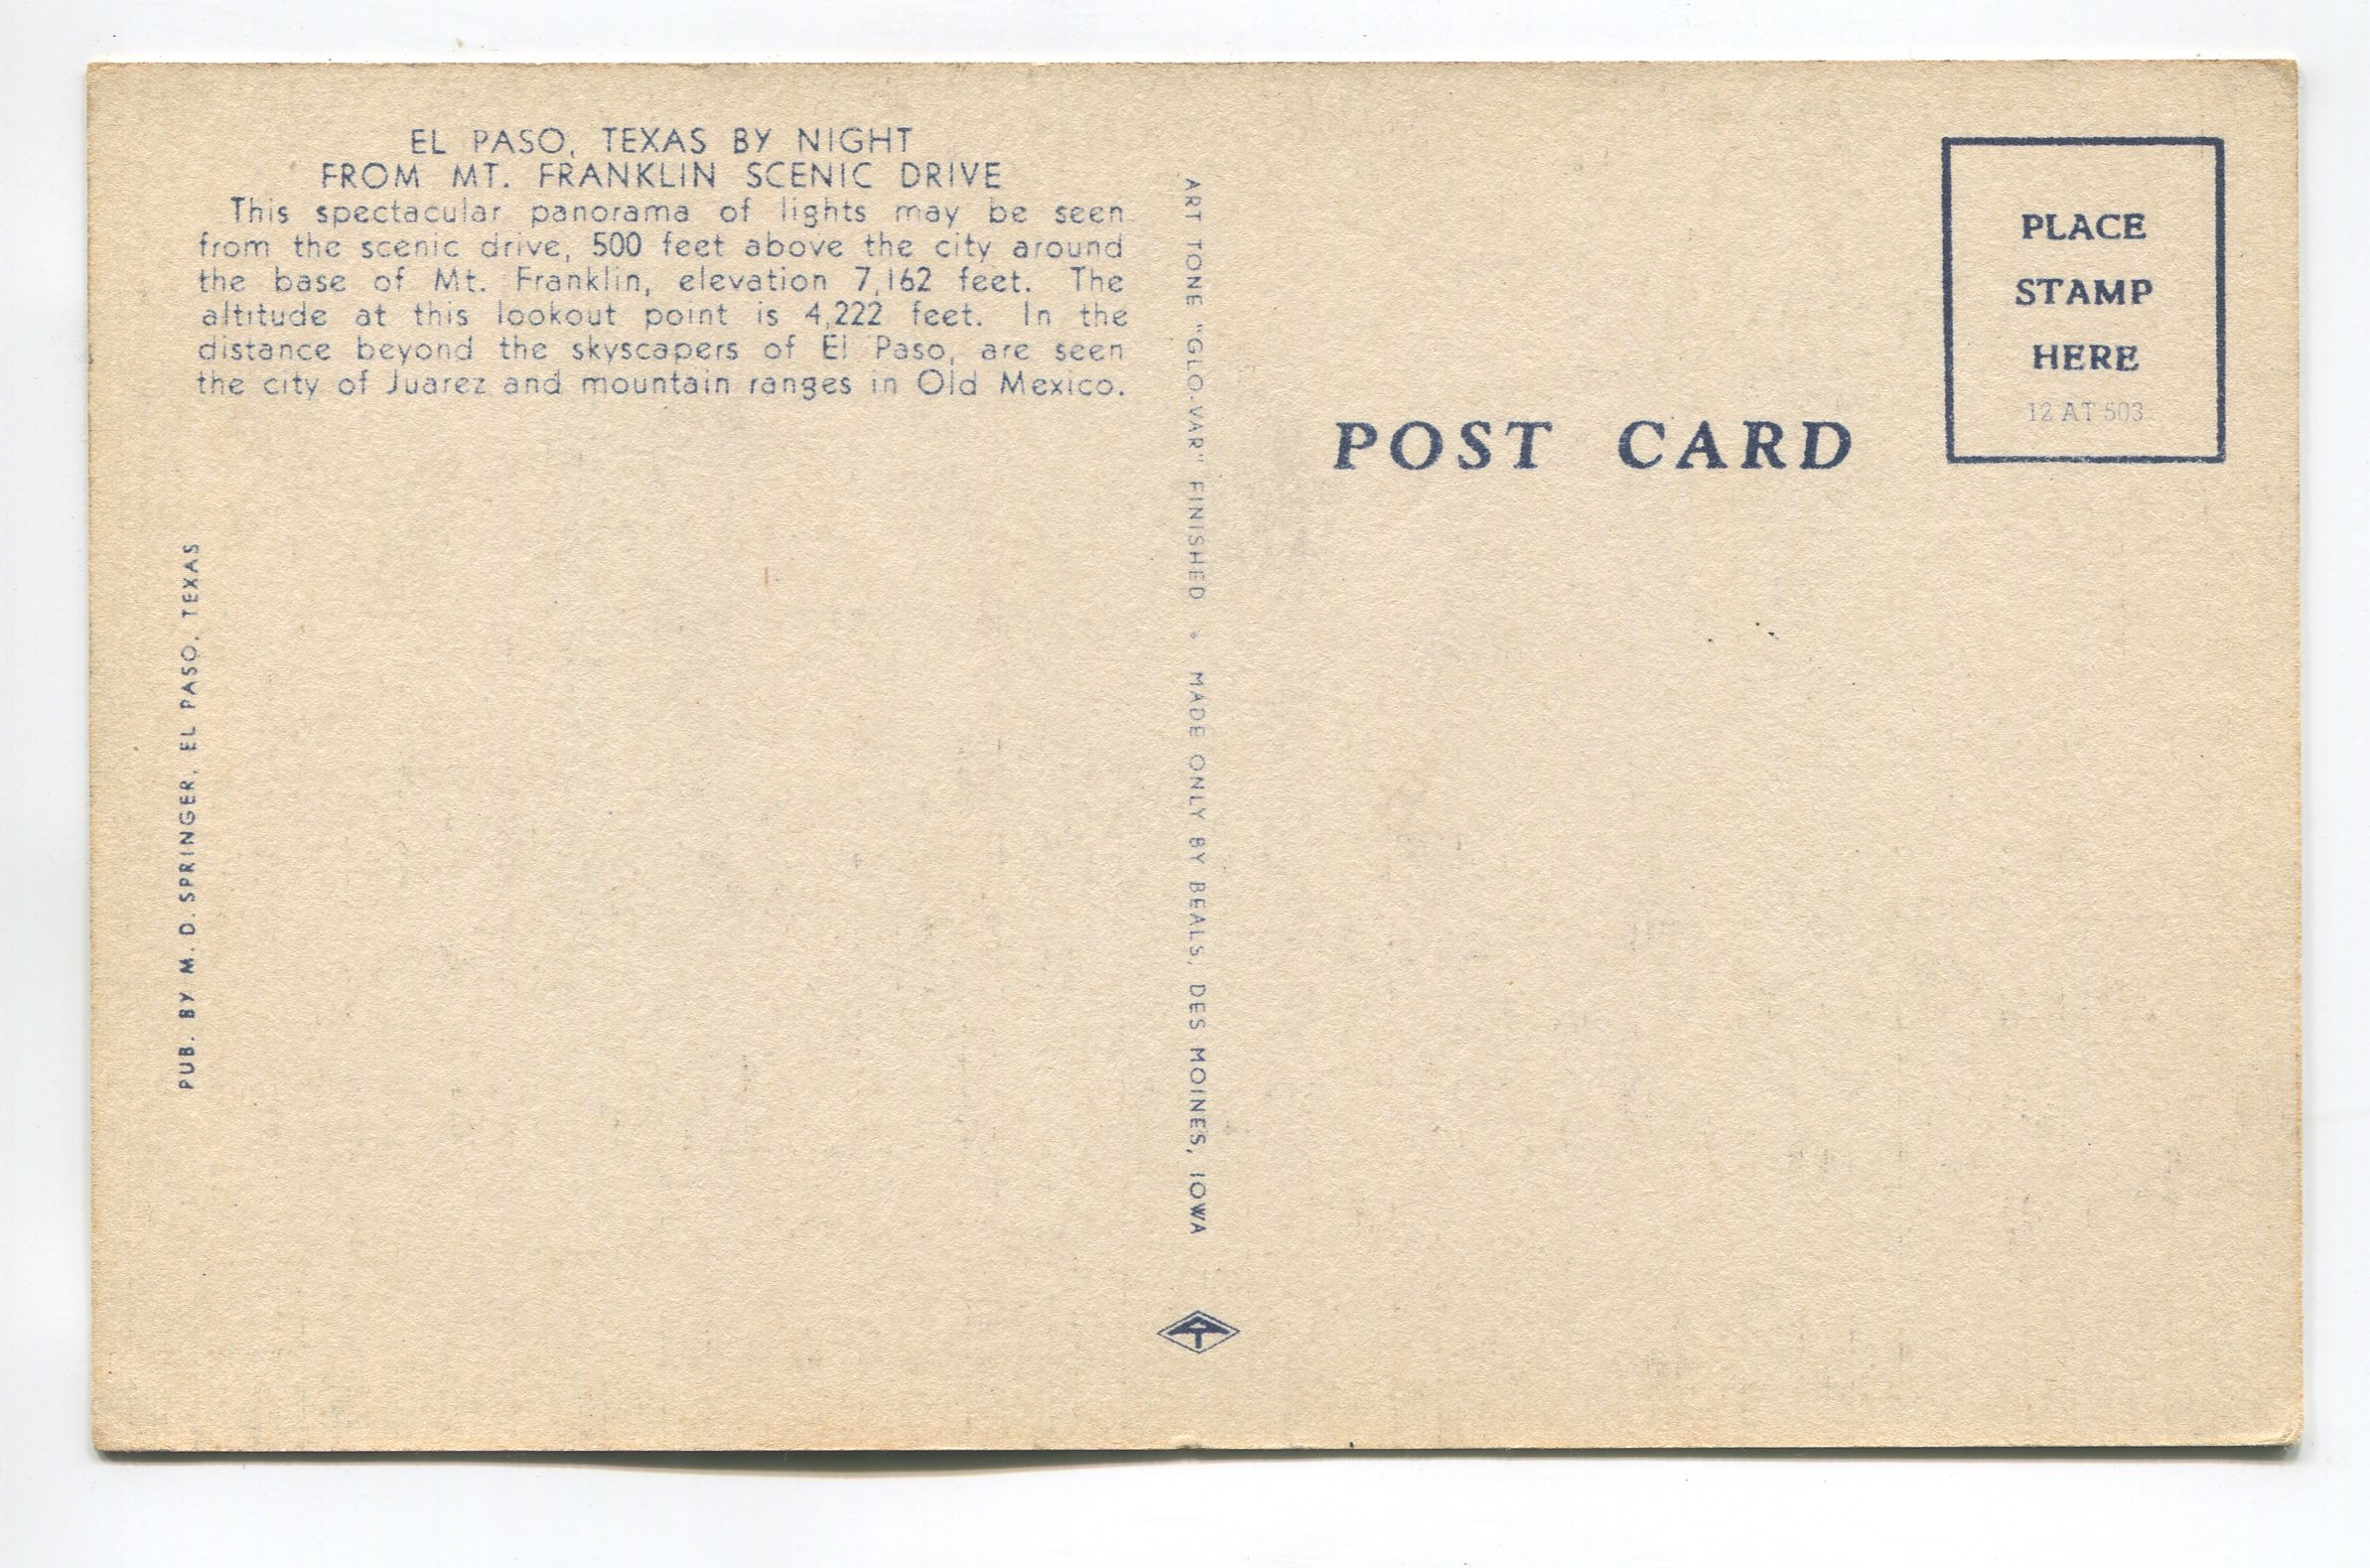 EL PASO, TEXAS BY NIGHT
FROM MT. FRANKLIN SCENIC DRIVE
This spectacular panorama of lights may be seen
from the scenic drive, 500 feet above the city around
the base of Mt. Franklin, elevation 7,162 feet. The
altitude at this lookout point is 4,222 feet. In the
distance beyond the skyscapers of El Paso, are seen
the city of Juarez and mountain ranges in Old Mexico.
PUB. BY M. D. SPRINGER, EL PASO, TEXAS
ART TONE "GLO-VAR" FINISHED • MADE ONLY BY BEALS, DES MOINES, IOWA
POST CARD
PLACE
STAMP
HERE
12 AT 503